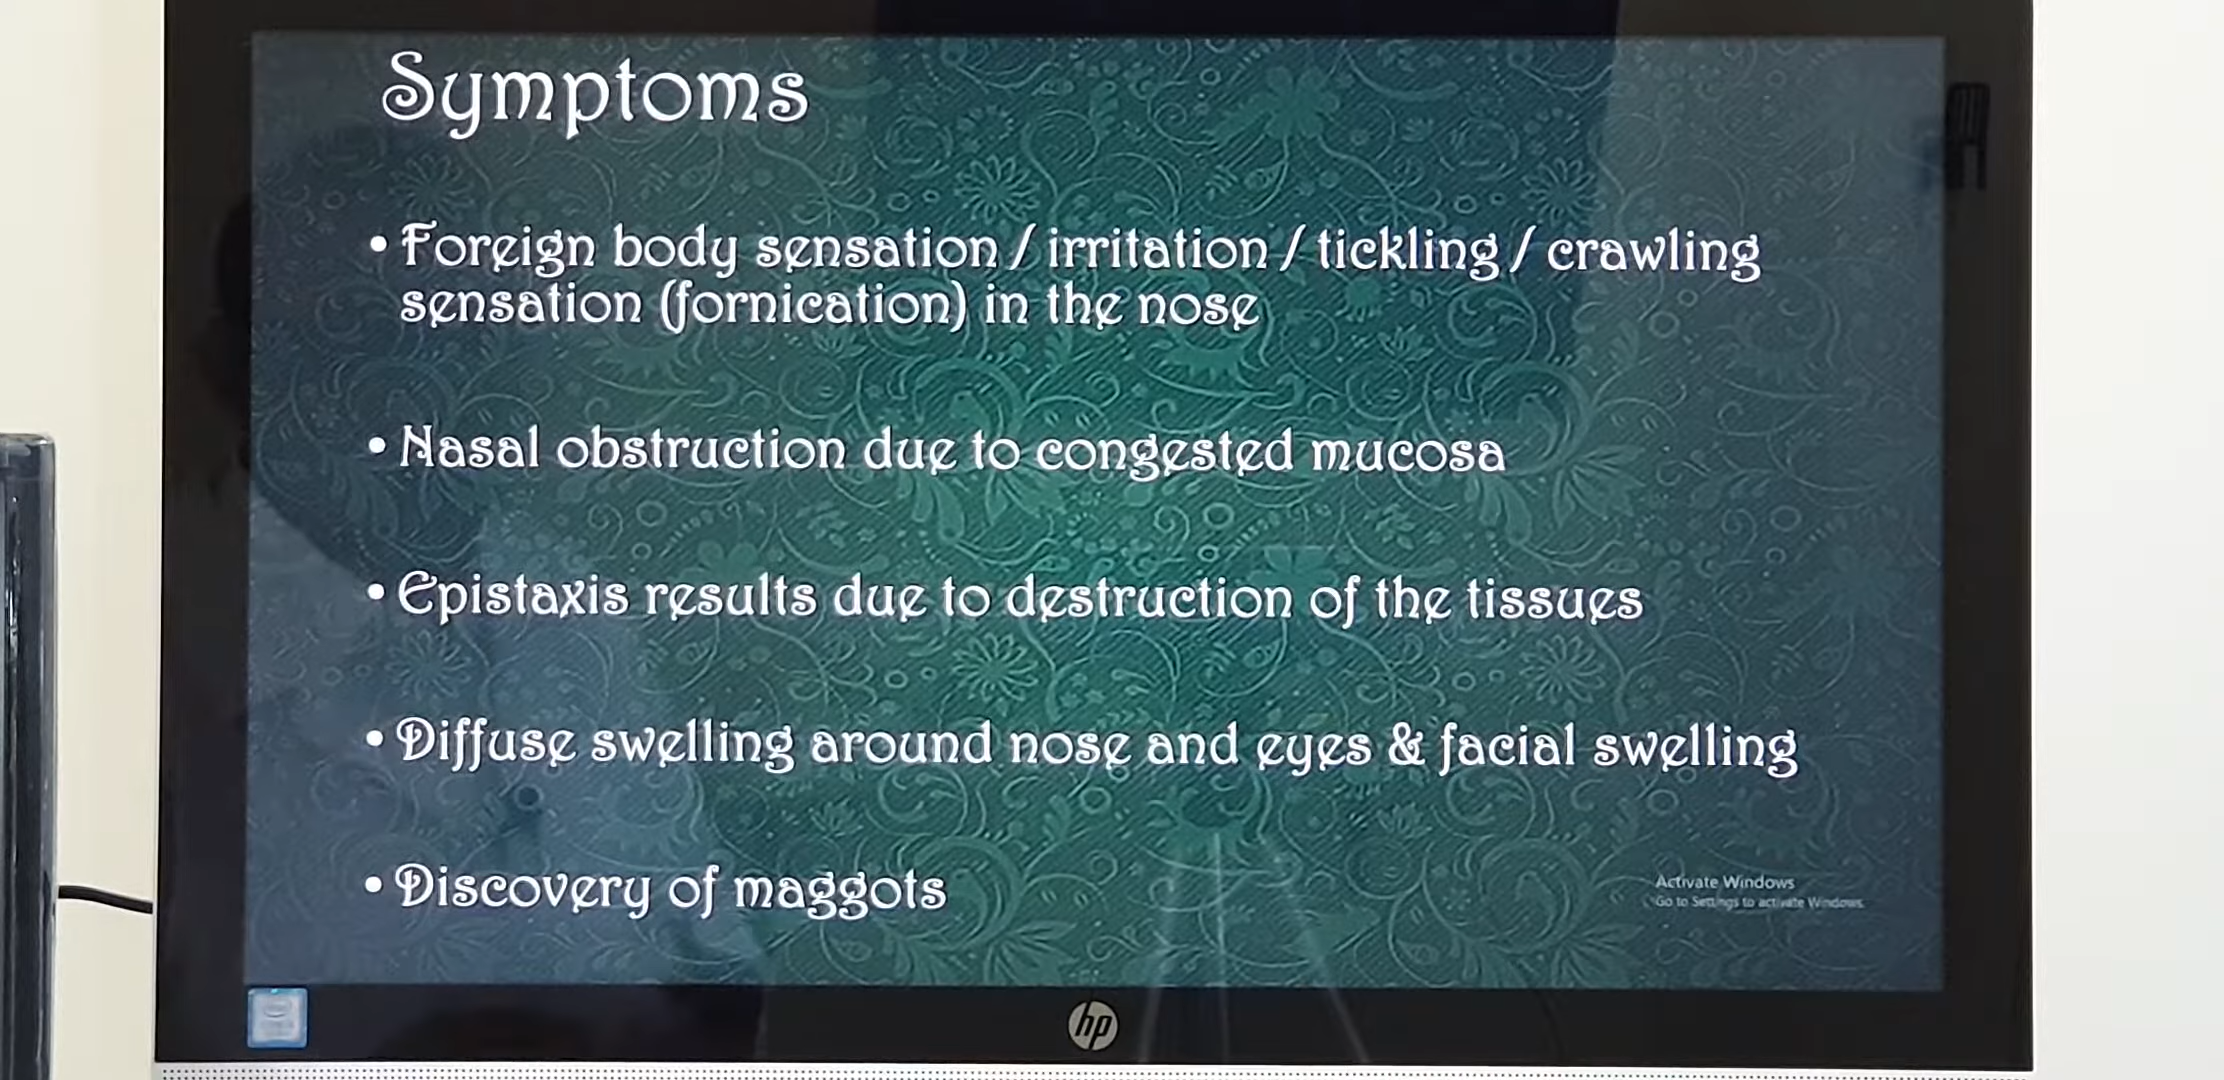 Symptoms
• Foreign body sensation / irritation / tickling / crawling
sensation (fornication) in the nose
• Nasal obstruction due to congested mucosa
• Epistaxis results due to destruction of the tissues
• Diffuse swelling around nose and eyes & facial swelling
• Discovery of maggots
Activate Windows
Go to Settings to activate Windows.
hp